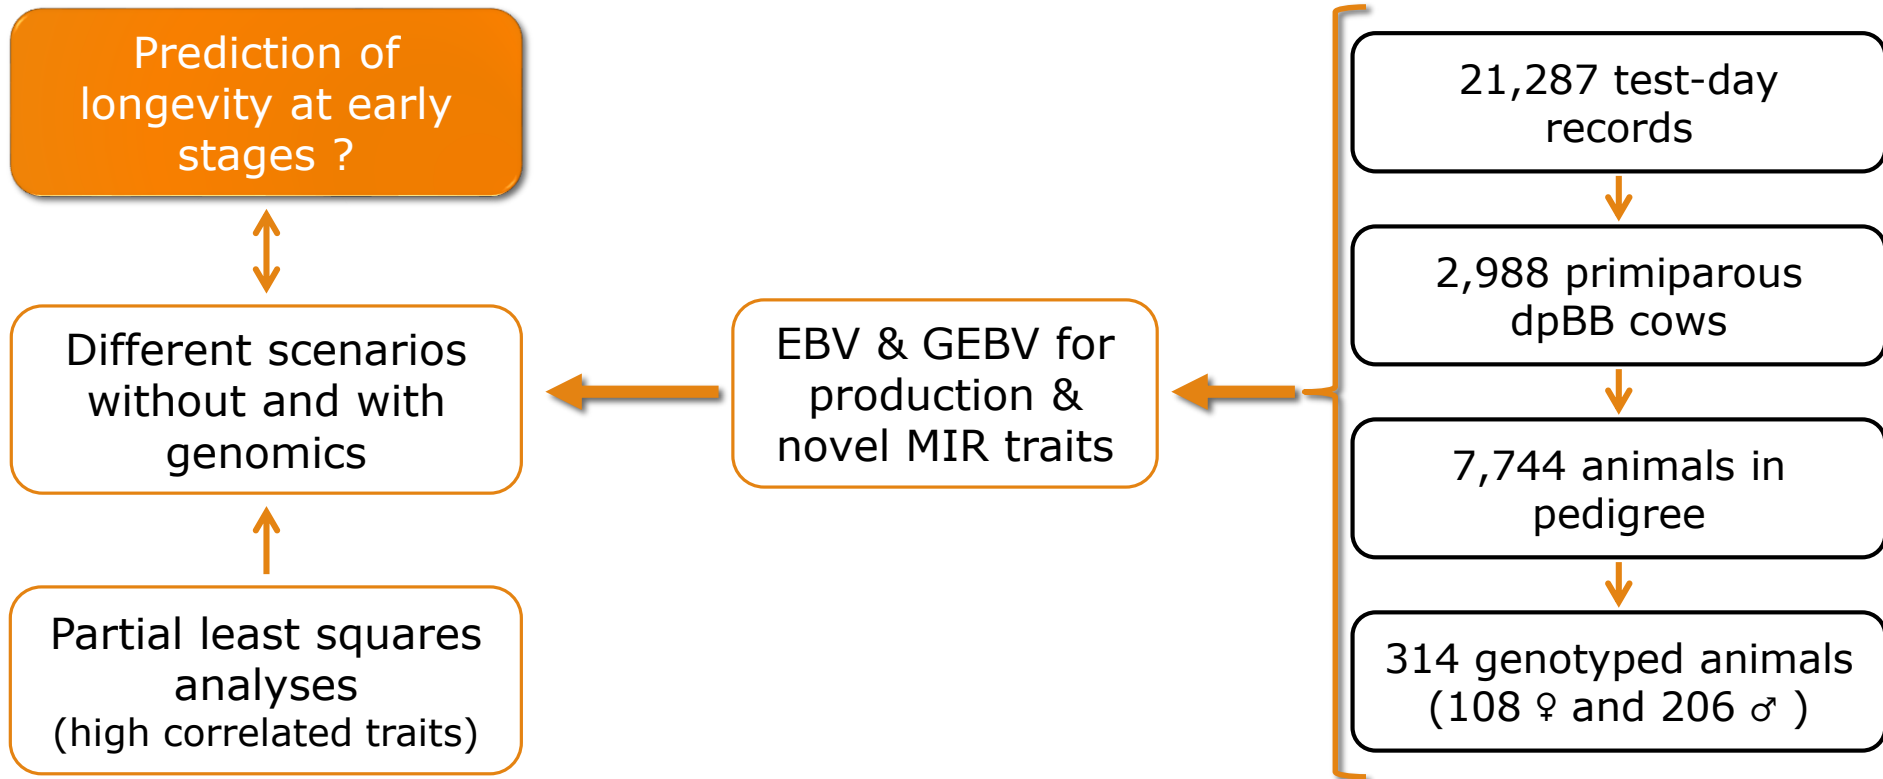 Prediction of
longevity at early
stages ?
Different scenarios
without and with
genomics
Partial least squares
analyses
(high correlated traits)
EBV & GEBV for
production &
novel MIR traits
21,287 test-day
records
2,988 primiparous
dpBB cows
7,744 animals in
pedigree
314 genotyped animals
(108 ♀ and 206 ♂ )